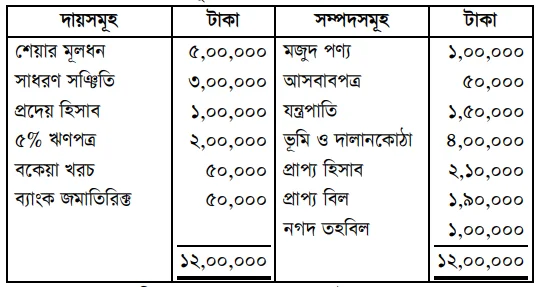 দায়সমূহ টাকা সম্পদসমূহ টাকা
শেয়ার মূলধন ৫,০০,০০০ মজুদ পণ্য ১,০০,০০০
সাধরণ সঞ্চিতি ৩,০০,০০০ আসবাবপত্র ৫০,০০০
প্রদেয় হিসাব ১,০০,০০০ যন্ত্রপাতি ১,৫০,০০০
৫% ঋণপত্র ২,০০,০০০ ভূমি ও দালানকোঠা ৪,০০,০০০
বকেয়া খরচ ৫০,০০০ প্রাপ্য হিসাব ২,১০,০০০
ব্যাংক জমাতিরিক্ত ৫০,০০০ প্রাপ্য বিল ১,৯০,০০০
নগদ তহবিল ১,০০,০০০
১২,০০,০০০ ১২,০০,০০০